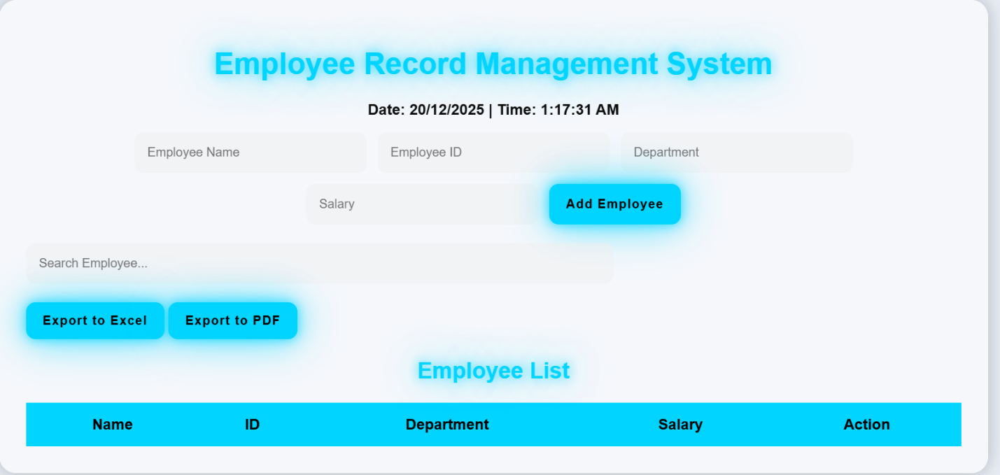 Employee Record Management System
Date: 20/12/2025 | Time: 1:17:31 AM
Employee Name Employee ID Department
Salary Add Employee
Search Employee...
Export to Excel Export to PDF
Employee List
Name ID Department Salary Action